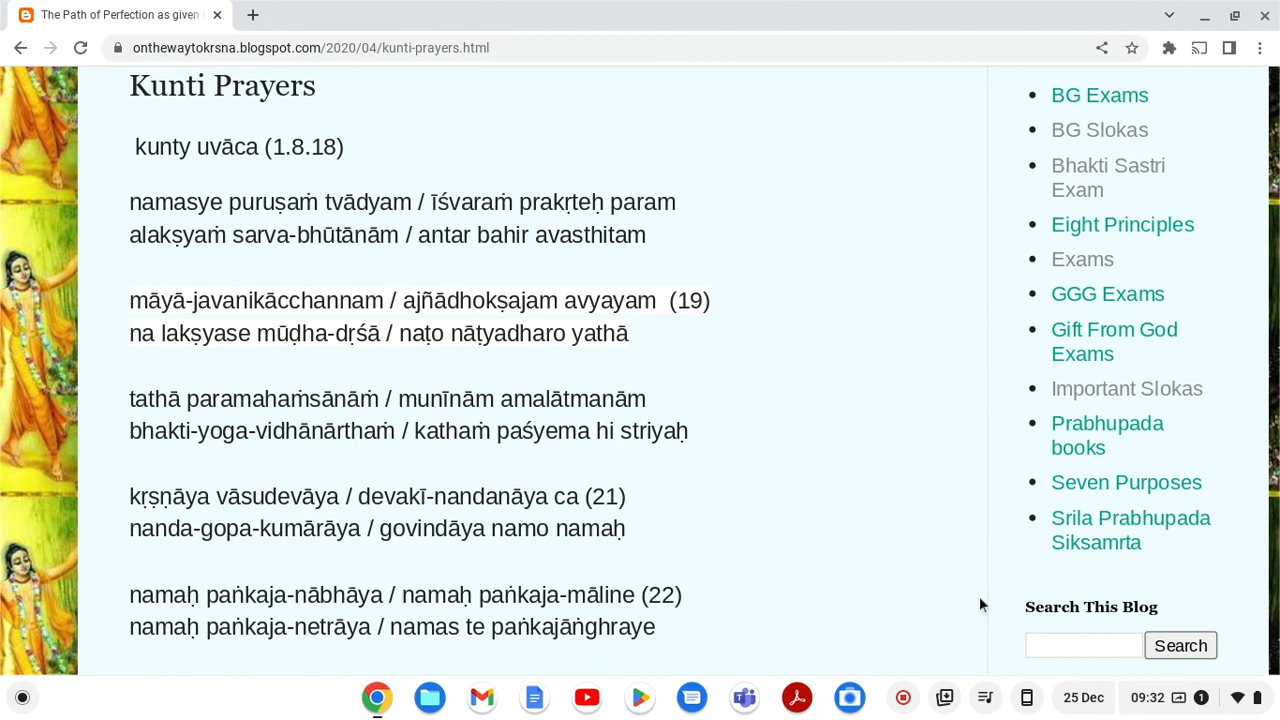 The Path of Perfection as given
onthewaytokrsna.blogspot.com/2020/04/kunti-prayers.html
Kunti Prayers
kunty uvāca (1.8.18)
namasye puruṣaṁ tvādyam / īśvaraṁ prakṛteḥ param
alakṣyaṁ sarva-bhūtānām / antar bahir avasthitam
māyā-javanikācchannam / ajñādhokṣajam avyayam (19)
na lakṣyase mūḍha-dṛśā / naṭo nāṭyadharo yathā
tathā paramahaṁsānāṁ / munīnām amalātmanām
bhakti-yoga-vidhānārthaṁ / kathaṁ paśyema hi striyaḥ
kṛṣṇāya vāsudevāya / devakī-nandanāya ca (21)
nanda-gopa-kumārāya / govindāya namo namaḥ
namaḥ paṅkaja-nābhāya / namaḥ paṅkaja-māline (22)
namaḥ paṅkaja-netrāya / namas te paṅkajāṅghraye
BG Exams
BG Slokas
Bhakti Sastri
Exam
Eight Principles
Exams
GGG Exams
Gift From God
Exams
Important Slokas
Prabhupada
books
Seven Purposes
Srila Prabhupada
Siksamrta
Search This Blog
Search
25 Dec
09:32
1